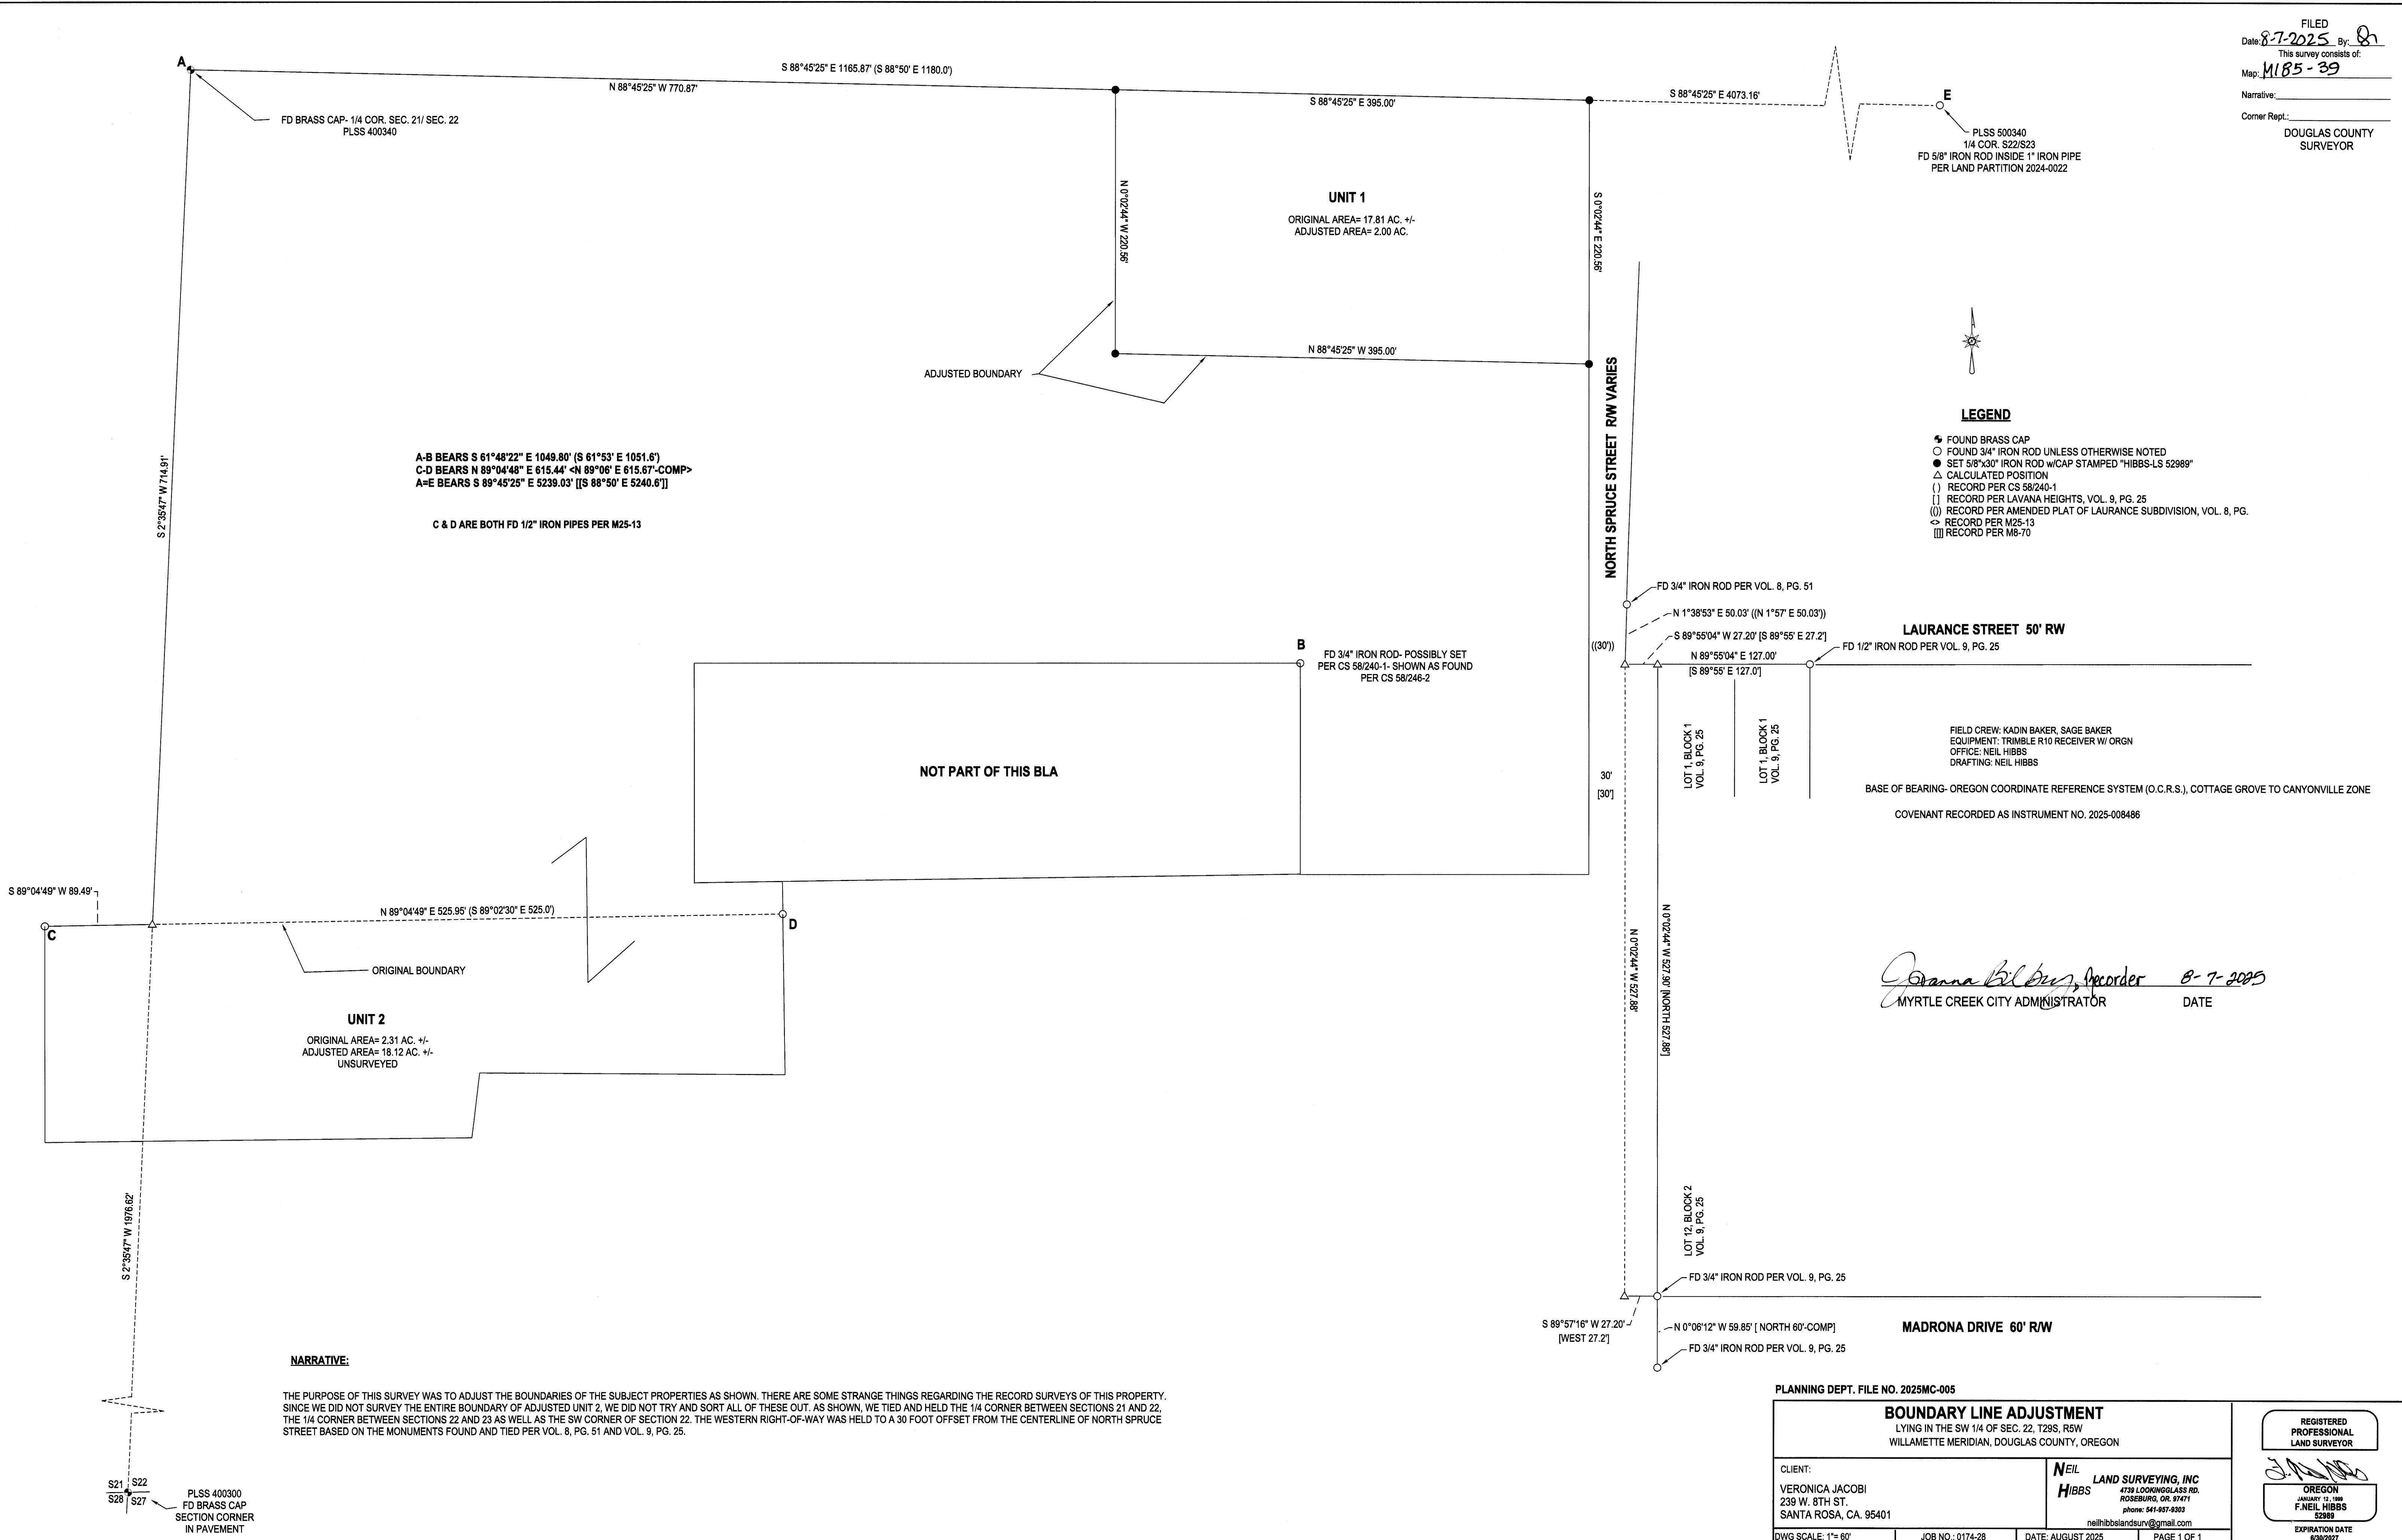 FILED
Date: 8-7-2025 By:
This survey consists of:
Map: M185-39
Narrative:
Corner Rept.:
DOUGLAS COUNTY
SURVEYOR
A
S 88°45'25" E 1165.87' (S 88°50' E 1180.0')
N 88°45'25" W 770.87'
S 88°45'25" E 395.00'
S 88°45'25" E 4073.16'
E
FD BRASS CAP- 1/4 COR. SEC. 21/ SEC. 22
PLSS 400340
PLSS 500340
1/4 COR. S22/S23
FD 5/8" IRON ROD INSIDE 1" IRON PIPE
PER LAND PARTITION 2024-0022
N 0°02'44" W 220.56'
UNIT 1
ORIGINAL AREA= 17.81 AC. +/-
ADJUSTED AREA= 2.00 AC.
S 0°02'44" E 220.56'
N 88°45'25" W 395.00'
ADJUSTED BOUNDARY
NORTH SPRUCE STREET R/W VARIES
S 2°35'47" W 714.91'
A-B BEARS S 61°48'22" E 1049.80' (S 61°53' E 1051.6')
C-D BEARS N 89°04'48" E 615.44' <N 89°06' E 615.67'-COMP>
A=E BEARS S 89°45'25" E 5239.03' [[S 88°50' E 5240.6']]
C & D ARE BOTH FD 1/2" IRON PIPES PER M25-13
LEGEND
FOUND BRASS CAP
FOUND 3/4" IRON ROD UNLESS OTHERWISE NOTED
SET 5/8"x30" IRON ROD w/CAP STAMPED "HIBBS-LS 52989"
CALCULATED POSITION
( ) RECORD PER CS 58/240-1
[ ] RECORD PER LAVANA HEIGHTS, VOL. 9, PG. 25
(()) RECORD PER AMENDED PLAT OF LAURANCE SUBDIVISION, VOL. 8, PG.
<> RECORD PER M25-13
[[]] RECORD PER M8-70
FD 3/4" IRON ROD PER VOL. 8, PG. 51
N 1°38'53" E 50.03' ((N 1°57' E 50.03'))
S 89°55'04" W 27.20' [S 89°55' E 27.2']
LAURANCE STREET 50' RW
FD 1/2" IRON ROD PER VOL. 9, PG. 25
((30'))
N 89°55'04" E 127.00'
[S 89°55' E 127.0']
B
FD 3/4" IRON ROD- POSSIBLY SET
PER CS 58/240-1- SHOWN AS FOUND
PER CS 58/246-2
NOT PART OF THIS BLA
30'
[30']
LOT 1, BLOCK 1
VOL. 9, PG. 25
LOT 1, BLOCK 1
VOL. 9, PG. 25
FIELD CREW: KADIN BAKER, SAGE BAKER
EQUIPMENT: TRIMBLE R10 RECEIVER W/ ORGN
OFFICE: NEIL HIBBS
DRAFTING: NEIL HIBBS
BASE OF BEARING- OREGON COORDINATE REFERENCE SYSTEM (O.C.R.S.), COTTAGE GROVE TO CANYONVILLE ZONE
COVENANT RECORDED AS INSTRUMENT NO. 2025-008486
S 89°04'49" W 89.49'
C
N 89°04'49" E 525.95' (S 89°02'30" E 525.0')
D
ORIGINAL BOUNDARY
UNIT 2
ORIGINAL AREA= 2.31 AC. +/-
ADJUSTED AREA= 18.12 AC. +/-
UNSURVEYED
N 0°02'44" W 527.88'
N 0°02'44" W 527.90' [NORTH 527.88']
Joanna Bilbrey, Recorder 8-7-2025
MYRTLE CREEK CITY ADMINISTRATOR DATE
S 2°35'47" W 1976.62'
LOT 12, BLOCK 2
VOL. 9, PG. 25
FD 3/4" IRON ROD PER VOL. 9, PG. 25
S 89°57'16" W 27.20'
[WEST 27.2']
N 0°06'12" W 59.85' [ NORTH 60'-COMP]
MADRONA DRIVE 60' R/W
FD 3/4" IRON ROD PER VOL. 9, PG. 25
NARRATIVE:
THE PURPOSE OF THIS SURVEY WAS TO ADJUST THE BOUNDARIES OF THE SUBJECT PROPERTIES AS SHOWN. THERE ARE SOME STRANGE THINGS REGARDING THE RECORD SURVEYS OF THIS PROPERTY.
SINCE WE DID NOT SURVEY THE ENTIRE BOUNDARY OF ADJUSTED UNIT 2, WE DID NOT TRY AND SORT ALL OF THESE OUT. AS SHOWN, WE TIED AND HELD THE 1/4 CORNER BETWEEN SECTIONS 21 AND 22,
THE 1/4 CORNER BETWEEN SECTIONS 22 AND 23 AS WELL AS THE SW CORNER OF SECTION 22. THE WESTERN RIGHT-OF-WAY WAS HELD TO A 30 FOOT OFFSET FROM THE CENTERLINE OF NORTH SPRUCE
STREET BASED ON THE MONUMENTS FOUND AND TIED PER VOL. 8, PG. 51 AND VOL. 9, PG. 25.
S21 S22
S28 S27
PLSS 400300
FD BRASS CAP
SECTION CORNER
IN PAVEMENT
PLANNING DEPT. FILE NO. 2025MC-005
BOUNDARY LINE ADJUSTMENT
LYING IN THE SW 1/4 OF SEC. 22, T29S, R5W
WILLAMETTE MERIDIAN, DOUGLAS COUNTY, OREGON
CLIENT:
VERONICA JACOBI
239 W. 8TH ST.
SANTA ROSA, CA. 95401
NEIL
HIBBS
LAND SURVEYING, INC
4739 LOOKINGGLASS RD.
ROSEBURG, OR. 97471
phone: 541-957-9303
neilhibbslandsurv@gmail.com
DWG SCALE: 1"= 60' JOB NO.: 0174-28 DATE: AUGUST 2025 PAGE 1 OF 1
REGISTERED
PROFESSIONAL
LAND SURVEYOR
OREGON
JANUARY 12, 1999
F.NEIL HIBBS
52989
EXPIRATION DATE
6/30/2027